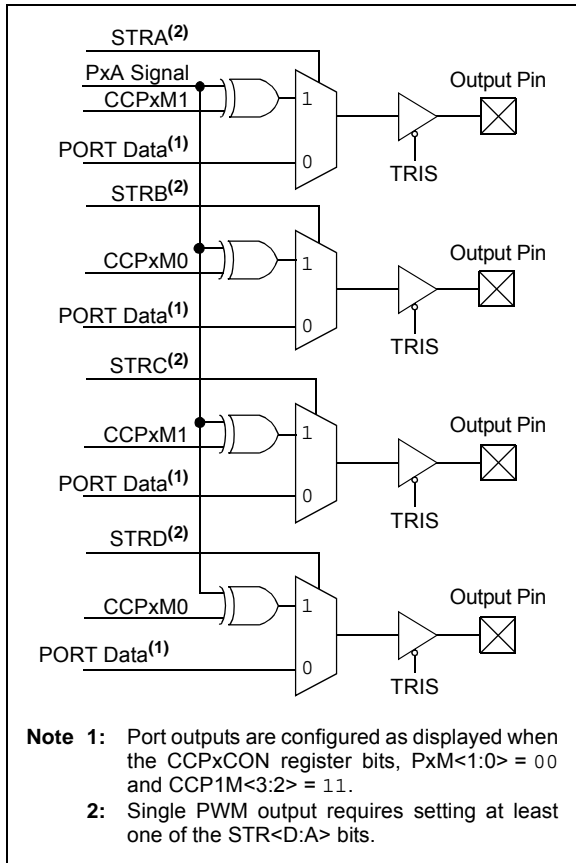 STRA(2)
PxA Signal
Output Pin
CCPxM1
1
PORT Data(1)
0
TRIS
STRB(2)
Output Pin
CCPxM0
1
PORT Data(1)
0
TRIS
STRC(2)
Output Pin
CCPxM1
1
PORT Data(1)
0
TRIS
STRD(2)
Output Pin
CCPxM0
1
PORT Data(1)
0
TRIS
Note 1: Port outputs are configured as displayed when
the CCPxCON register bits, PxM<1:0> = 00
and CCP1M<3:2> = 11.
2: Single PWM output requires setting at least
one of the STR<D:A> bits.